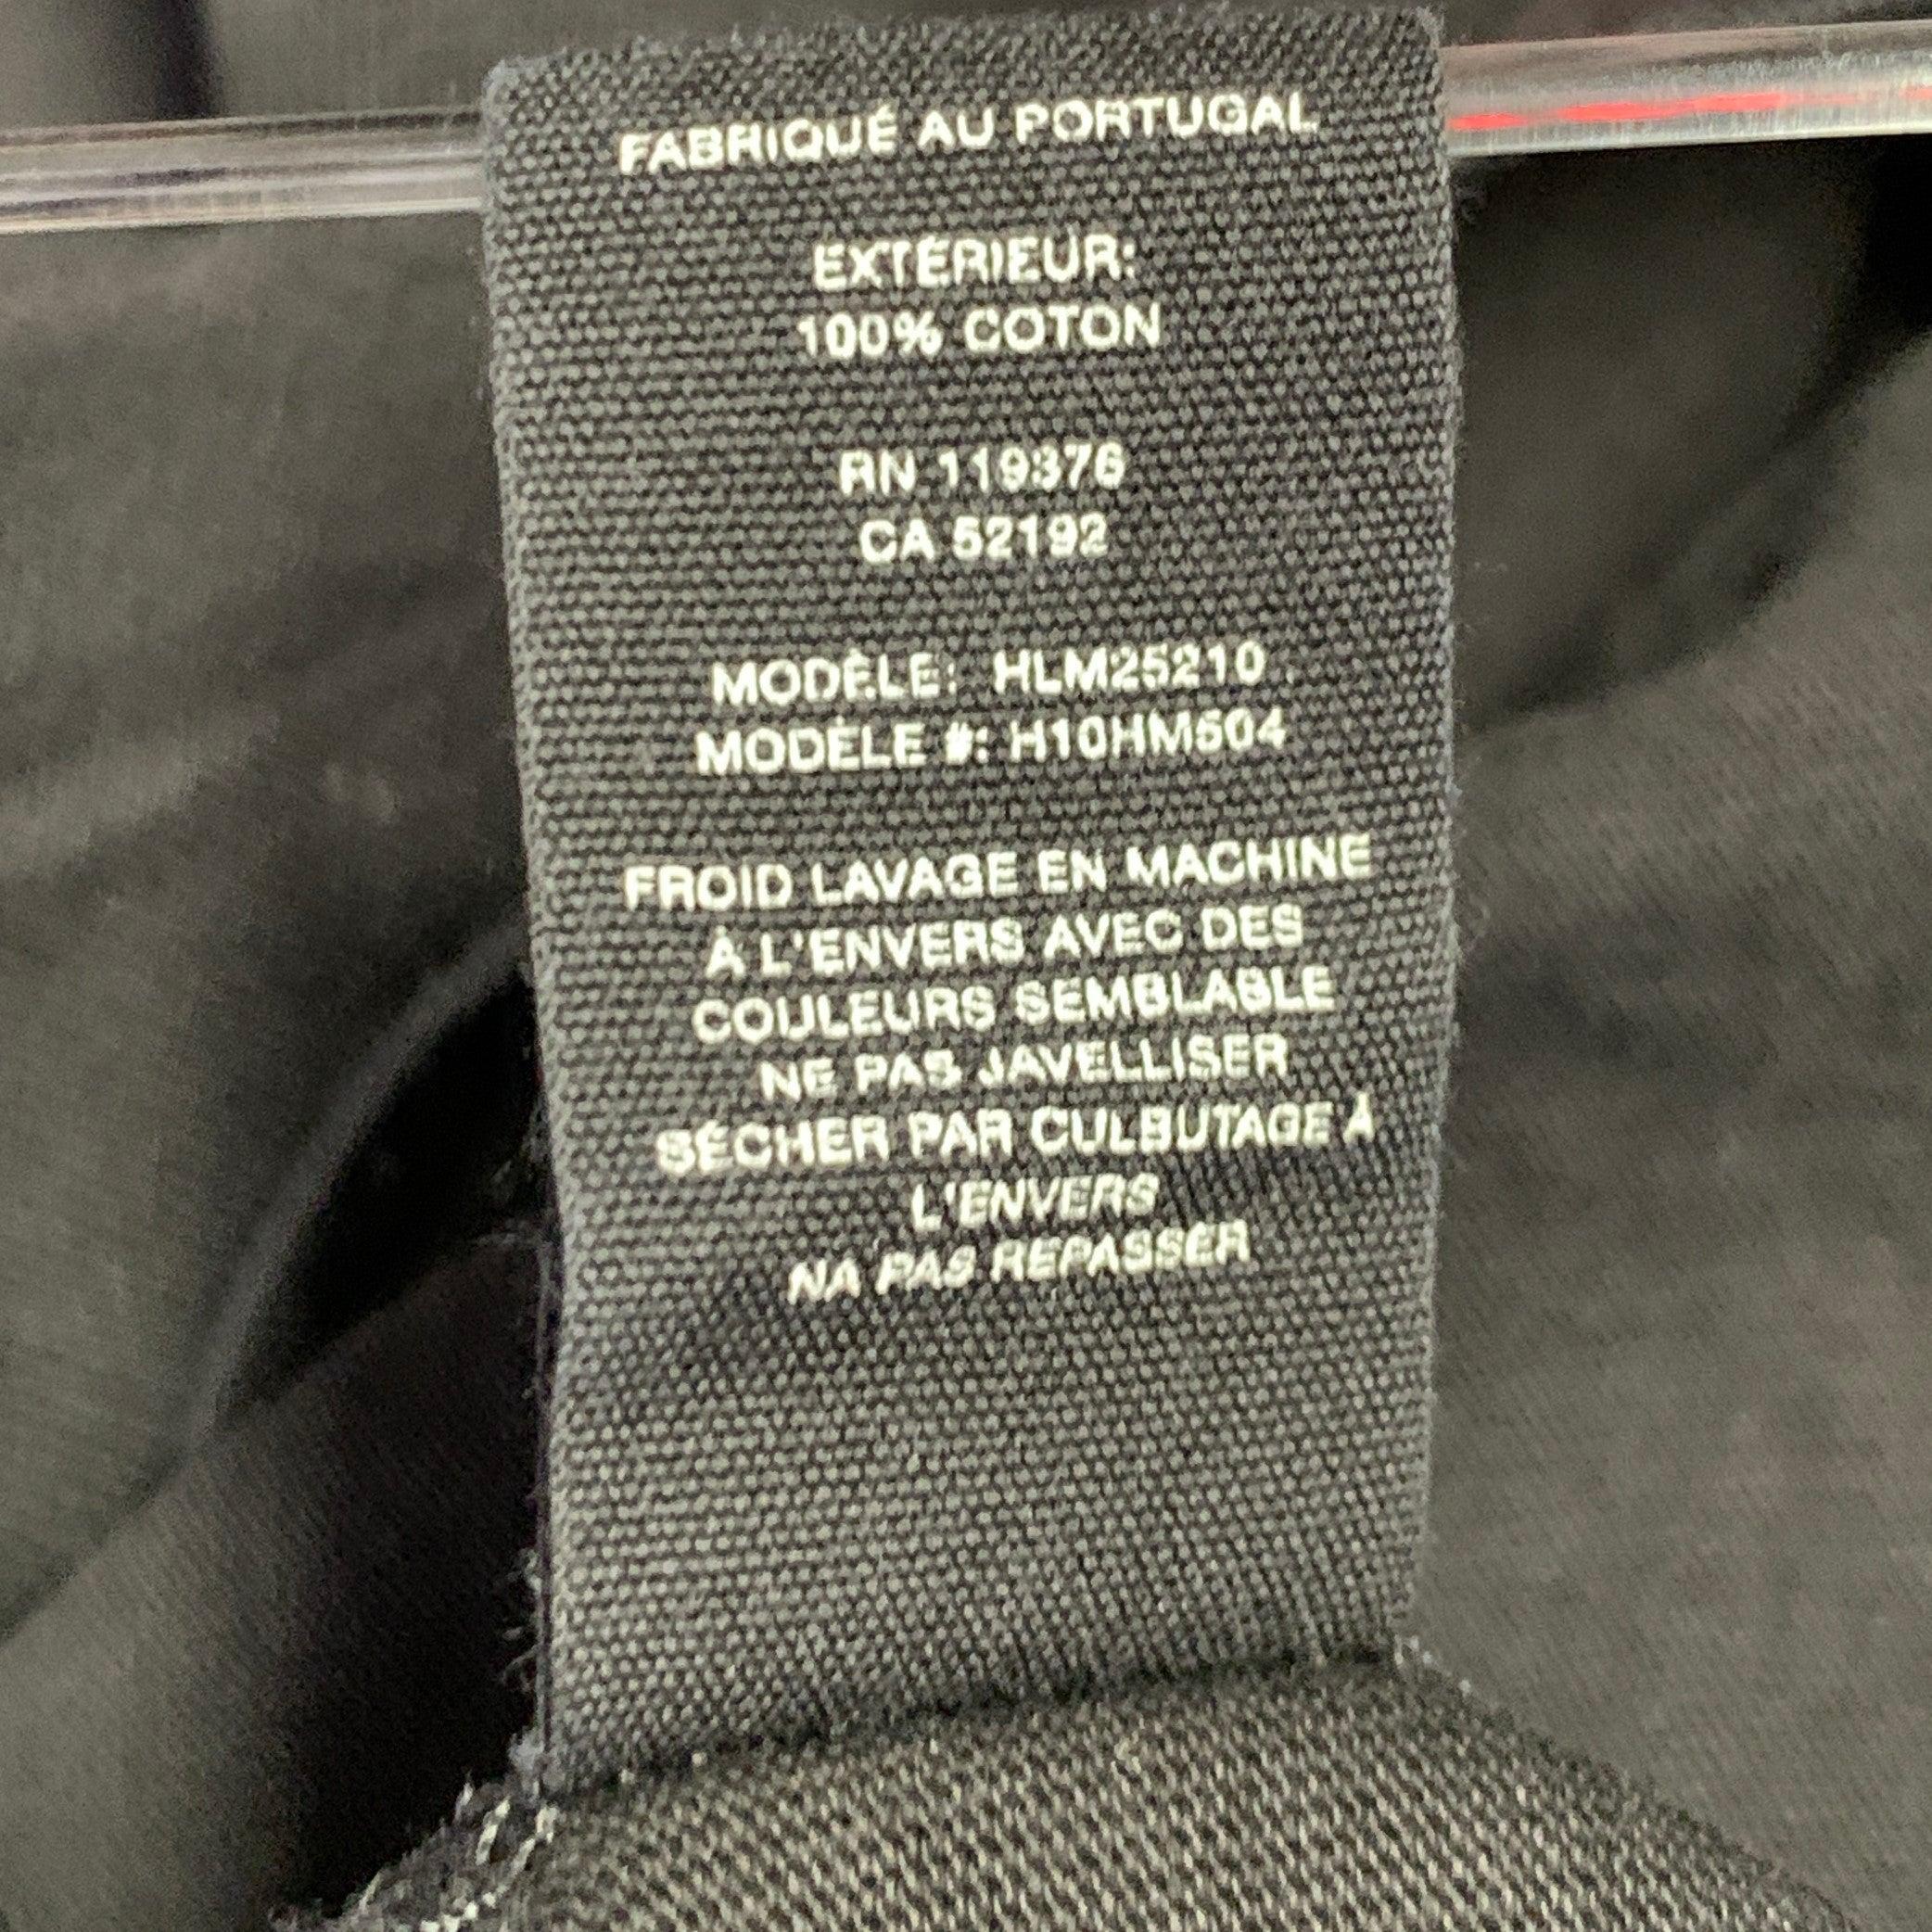 FABRIQUÉ AU PORTUGAL
EXTÉRIEUR:
100% COTON
RN 119376
CA 52192
MODÈLE: HLM25210
MODÈLE #: H10HM504
FROID LAVAGE EN MACHINE
À L'ENVERS AVEC DES
COULEURS SEMBLABLE
NE PAS JAVELLISER
SÉCHER PAR CULBUTAGE À
L'ENVERS
NA PAS REPASSER